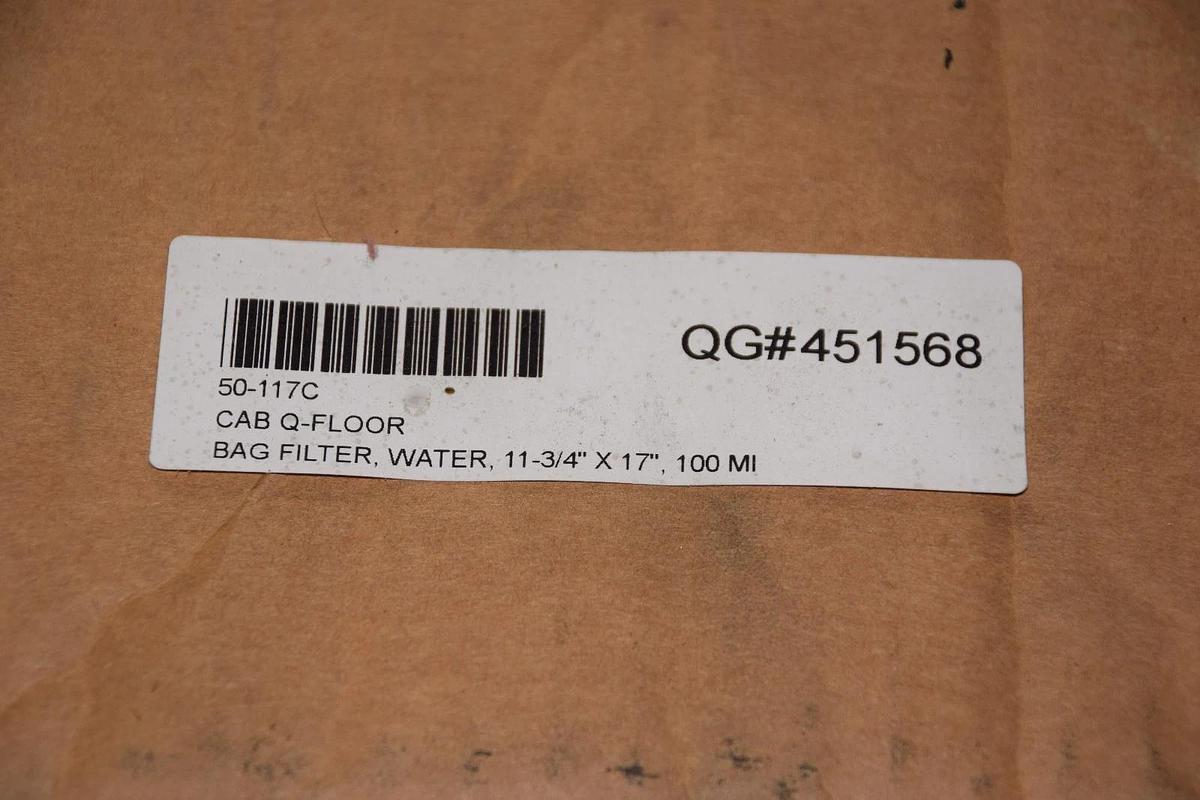 QG#451568
50-117C
CAB Q-FLOOR
BAG FILTER, WATER, 11-3/4" X 17", 100 MI